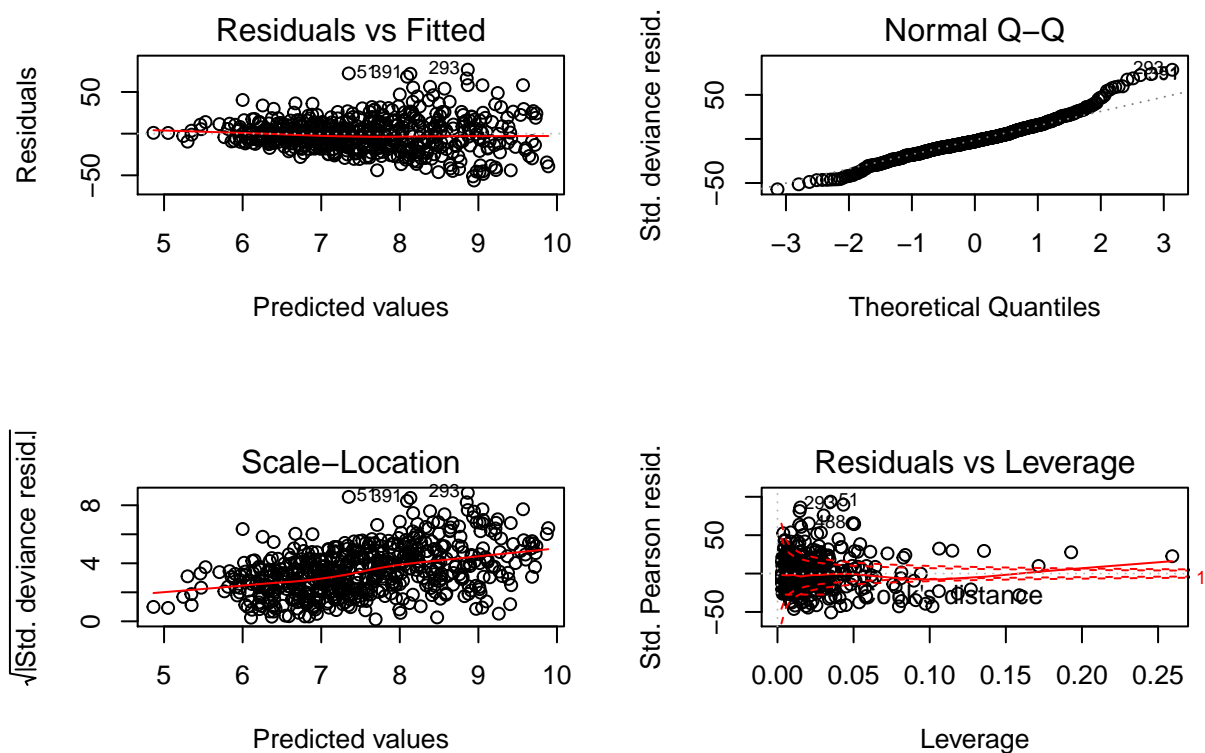 Residuals vs Fitted
Residuals
50
−50
51
391
293
5 6 7 8 9 10
Predicted values
Normal Q−Q
Std. deviance resid.
50
−50
293
51
−3 −2 −1 0 1 2 3
Theoretical Quantiles
Scale−Location
√|Std. deviance resid.|
8
4
0
51
391
293
5 6 7 8 9 10
Predicted values
Residuals vs Leverage
Std. Pearson resid.
50
−50
293
51
Cook's distance
1
0.00 0.05 0.10 0.15 0.20 0.25
Leverage